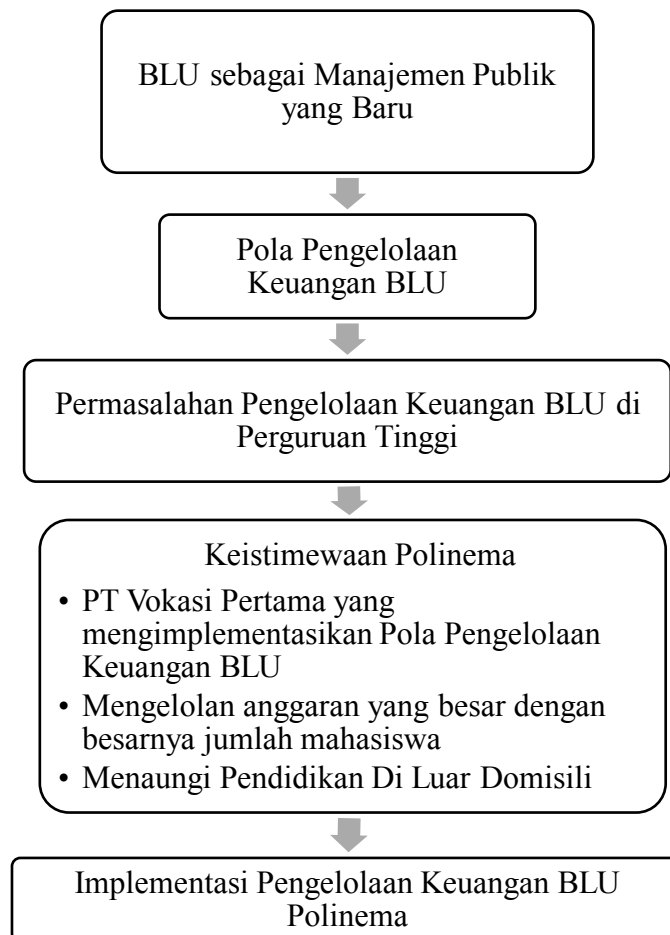 BLU sebagai Manajemen Publik
yang Baru
Pola Pengelolaan
Keuangan BLU
Permasalahan Pengelolaan Keuangan BLU di
Perguruan Tinggi
Keistimewaan Polinema
• PT Vokasi Pertama yang
mengimplementasikan Pola Pengelolaan
Keuangan BLU
• Mengelolan anggaran yang besar dengan
besarnya jumlah mahasiswa
• Menaungi Pendidikan Di Luar Domisili
Implementasi Pengelolaan Keuangan BLU
Polinema